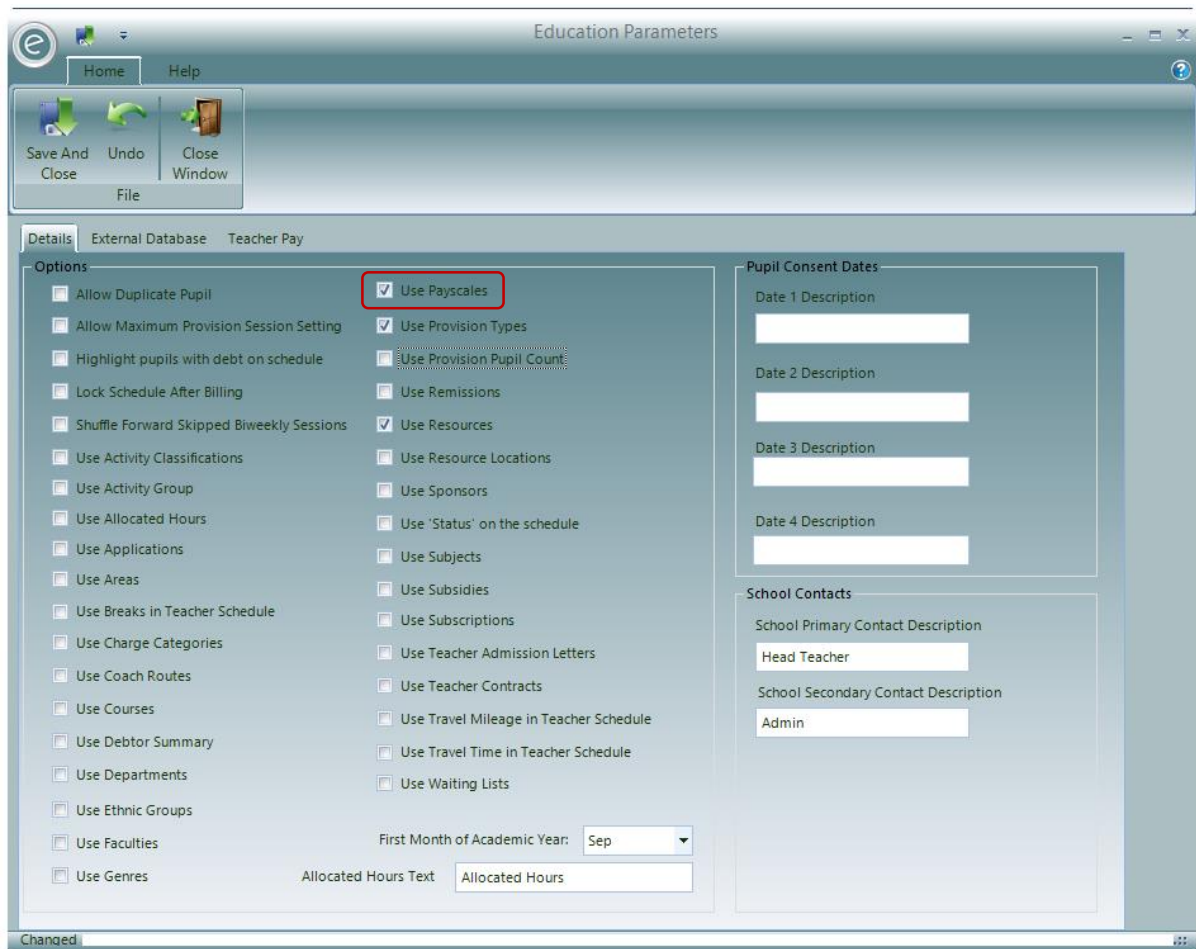 Education Parameters
Home
Help
Save And
Close
Undo
Close
Window
File
Details
External Database
Teacher Pay
Options
Allow Duplicate Pupil
Allow Maximum Provision Session Setting
Highlight pupils with debt on schedule
Lock Schedule After Billing
Shuffle Forward Skipped Biweekly Sessions
Use Activity Classifications
Use Activity Group
Use Allocated Hours
Use Applications
Use Areas
Use Breaks in Teacher Schedule
Use Charge Categories
Use Coach Routes
Use Courses
Use Debtor Summary
Use Departments
Use Ethnic Groups
Use Faculties
Use Genres
Use Payscales
Use Provision Types
Use Provision Pupil Count
Use Remissions
Use Resources
Use Resource Locations
Use Sponsors
Use 'Status' on the schedule
Use Subjects
Use Subsidies
Use Subscriptions
Use Teacher Admission Letters
Use Teacher Contracts
Use Travel Mileage in Teacher Schedule
Use Travel Time in Teacher Schedule
Use Waiting Lists
First Month of Academic Year: Sep
Allocated Hours Text Allocated Hours
Pupil Consent Dates
Date 1 Description
Date 2 Description
Date 3 Description
Date 4 Description
School Contacts
School Primary Contact Description
Head Teacher
School Secondary Contact Description
Admin
Changed